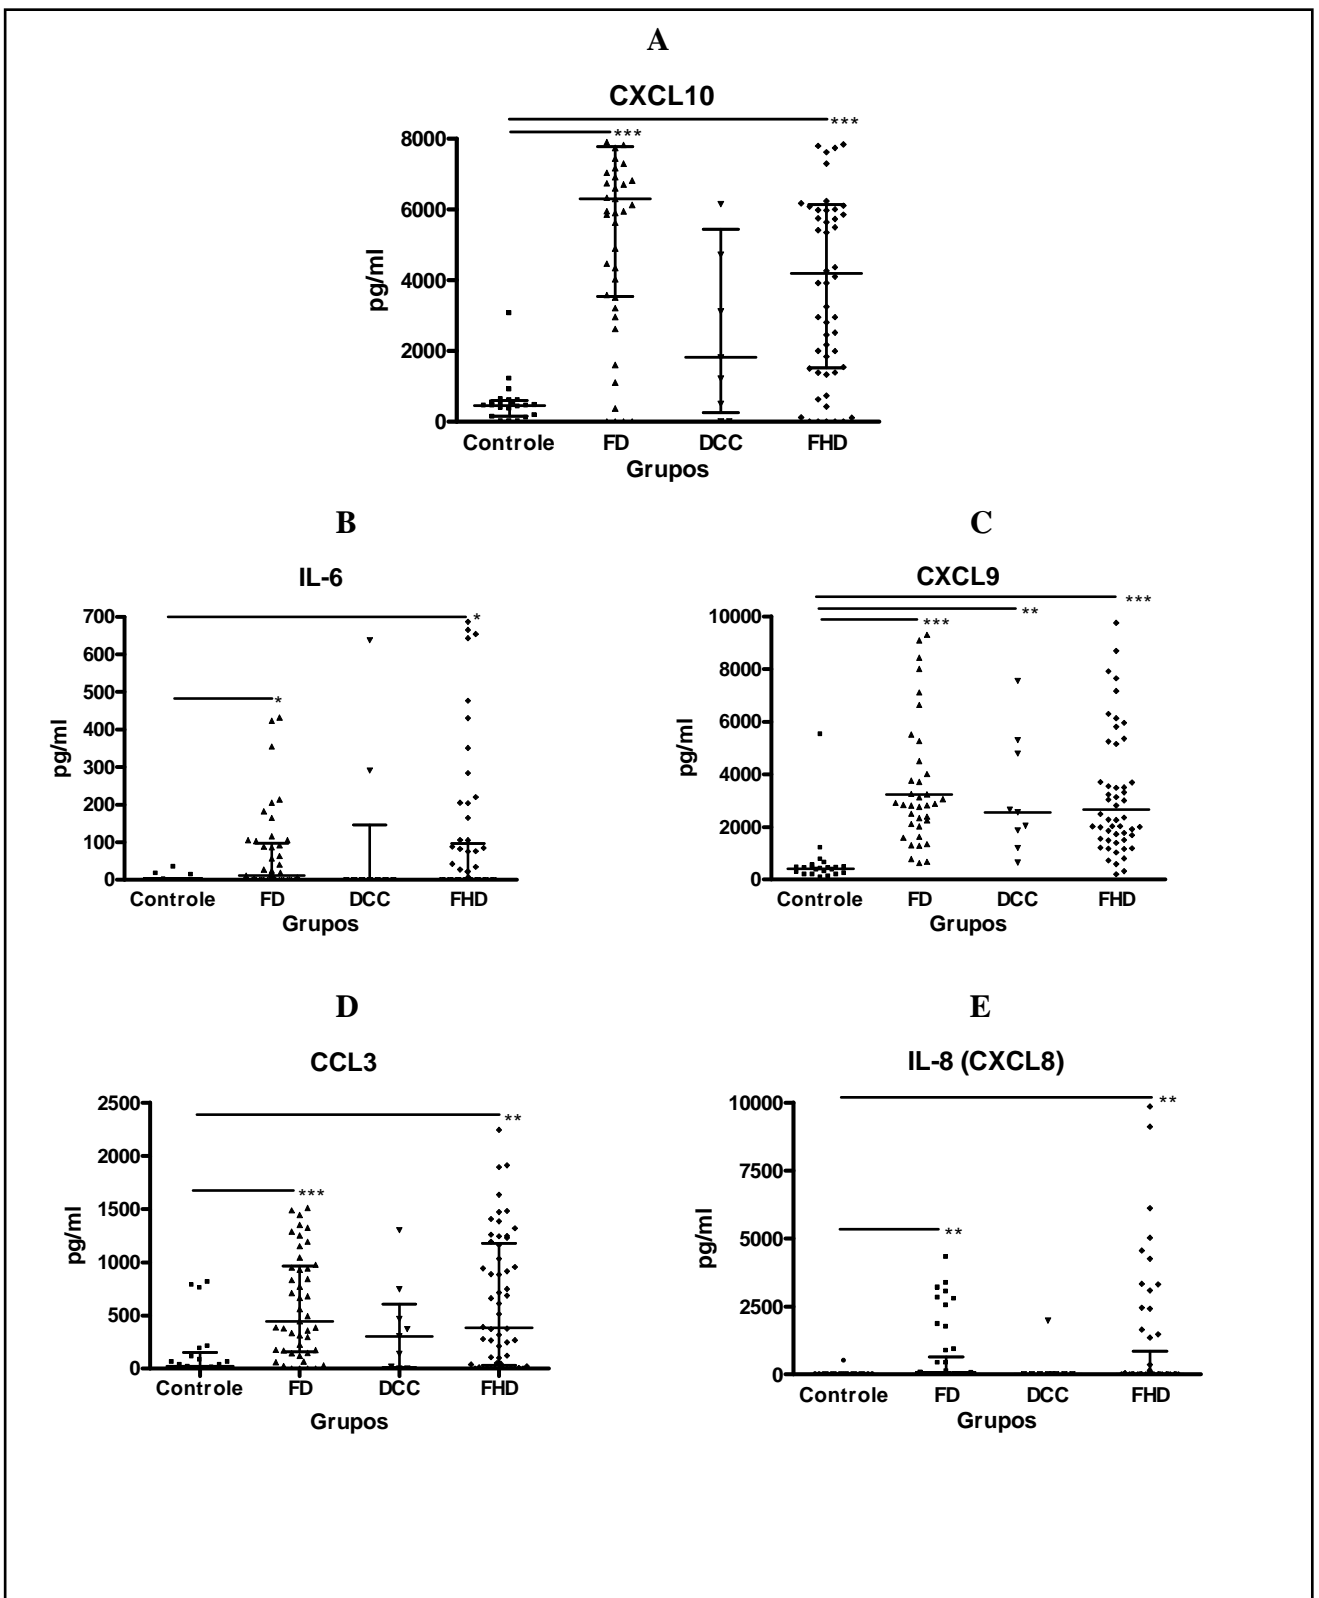 A
CXCL10
***
***
8000
6000
4000
2000
0
pg/ml
Controle FD DCC FHD
Grupos
B
IL-6
*
*
700
600
500
400
300
200
100
0
pg/ml
Controle FD DCC FHD
Grupos
C
CXCL9
***
**
***
10000
8000
6000
4000
2000
0
pg/ml
Controle FD DCC FHD
Grupos
D
CCL3
**
***
2500
2000
1500
1000
500
0
pg/ml
Controle FD DCC FHD
Grupos
E
IL-8 (CXCL8)
**
**
10000
7500
5000
2500
0
pg/ml
Controle FD DCC FHD
Grupos